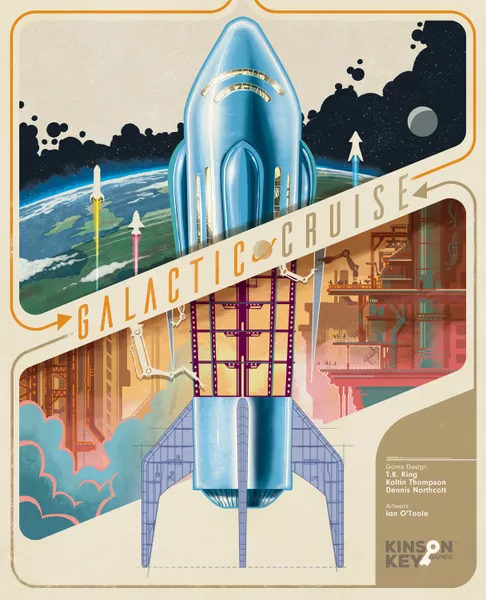 GALACTIC CRUISE
Game Design
T.K. King
Koltin Thompson
Dennis Northcott
Artwork
Ian O'Toole
KINSON
KEY GAMES